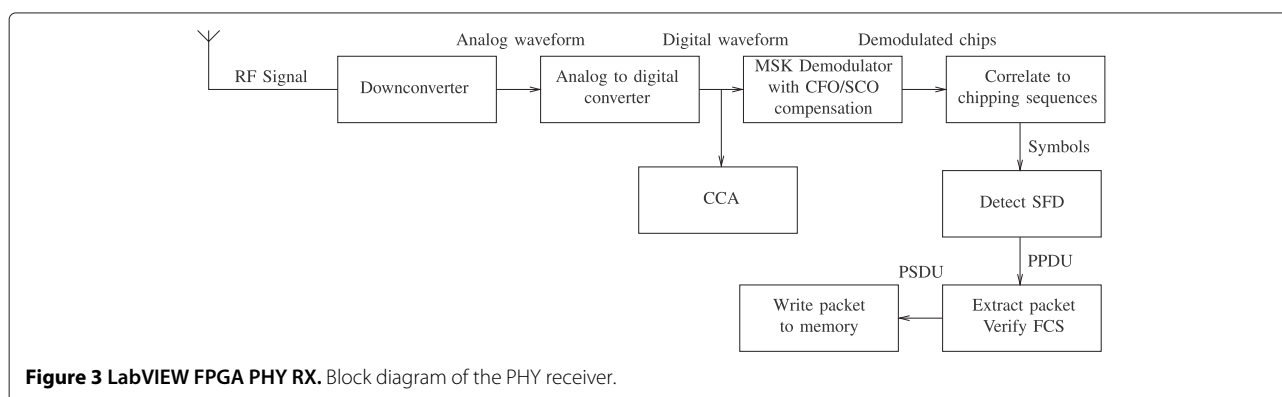 Analog waveform
Digital waveform
Demodulated chips
RF Signal
Downconverter
Analog to digital
converter
MSK Demodulator
with CFO/SCO
compensation
Correlate to
chipping sequences
Symbols
CCA
Detect SFD
PPDU
PSDU
Write packet
to memory
Extract packet
Verify FCS
Figure 3 LabVIEW FPGA PHY RX. Block diagram of the PHY receiver.